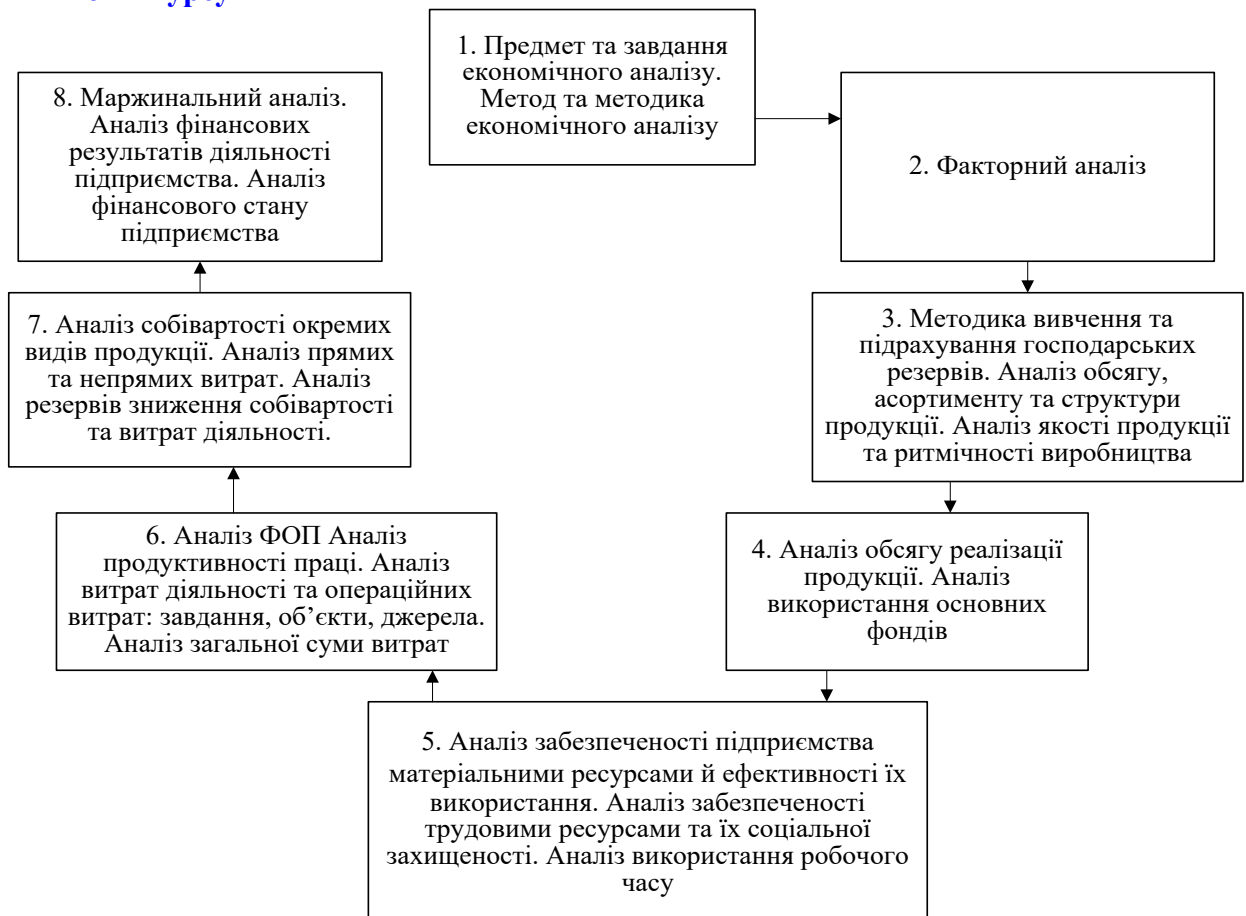 1. Предмет та завдання
економічного аналізу.
Метод та методика
економічного аналізу
2. Факторний аналіз
3. Методика вивчення та
підрахування господарських
резервів. Аналіз обсягу,
асортименту та структури
продукції. Аналіз якості продукції
та ритмічності виробництва
4. Аналіз обсягу реалізації
продукції. Аналіз
використання основних
фондів
5. Аналіз забезпеченості підприємства
матеріальними ресурсами й ефективності їх
використання. Аналіз забезпеченості
трудовими ресурсами та їх соціальної
захищеності. Аналіз використання робочого
часу
6. Аналіз ФОП Аналіз
продуктивності праці. Аналіз
витрат діяльності та операційних
витрат: завдання, об’єкти, джерела.
Аналіз загальної суми витрат
7. Аналіз собівартості окремих
видів продукції. Аналіз прямих
та непрямих витрат. Аналіз
резервів зниження собівартості
та витрат діяльності.
8. Маржинальний аналіз.
Аналіз фінансових
результатів діяльності
підприємства. Аналіз
фінансового стану
підприємства